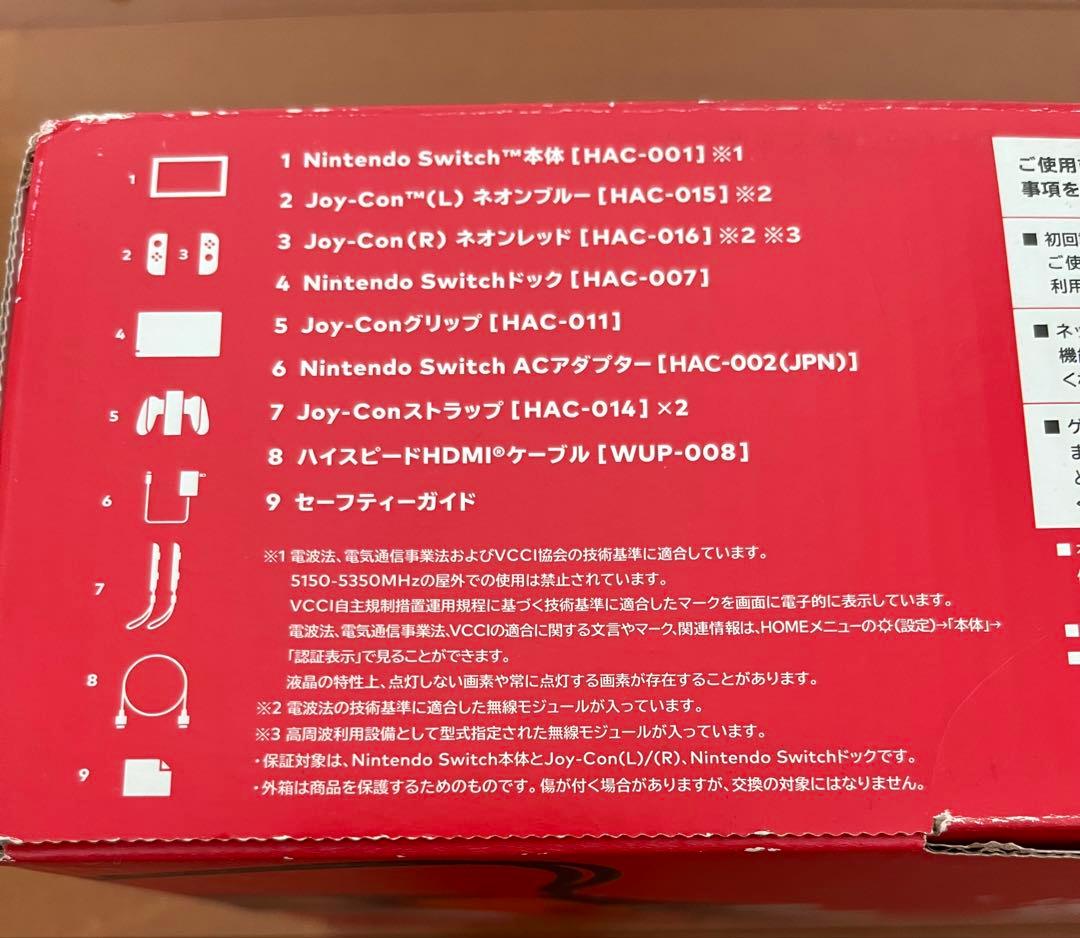 1 Nintendo Switch™本体[HAC-001]※1
2 Joy-Con™(L) ネオンブルー[HAC-015]※2
3 Joy-Con(R) ネオンレッド[HAC-016]※2 ※3
4 Nintendo Switchドック[HAC-007]
5 Joy-Conグリップ[HAC-011]
6 Nintendo Switch ACアダプター[HAC-002(JPN)]
7 Joy-Conストラップ[HAC-014]×2
8 ハイスピードHDMI®ケーブル[WUP-008]
9 セーフティーガイド
1
2
3
4
5
6
7
8
9
※1 電波法、電気通信事業法およびVCCI協会の技術基準に適合しています。
5150-5350MHzの屋外での使用は禁止されています。
VCCI自主規制措置運用規程に基づく技術基準に適合したマークを画面に電子的に表示しています。
電波法、電気通信事業法、VCCIの適合に関する文言やマーク、関連情報は、HOMEメニューの☼(設定)→「本体」→
「認証表示」で見ることができます。
液晶の特性上、点灯しない画素や常に点灯する画素が存在することがあります。
※2 電波法の技術基準に適合した無線モジュールが入っています。
※3 高周波利用設備として型式指定された無線モジュールが入っています。
・保証対象は、Nintendo Switch本体とJoy-Con(L)/(R)、Nintendo Switchドックです。
・外箱は商品を保護するためのものです。傷が付く場合がありますが、交換の対象にはなりません。
ご使用
事項を
■ 初回
ご使
利用
■ ネッ
機能
く
■ ゲ
ま
と